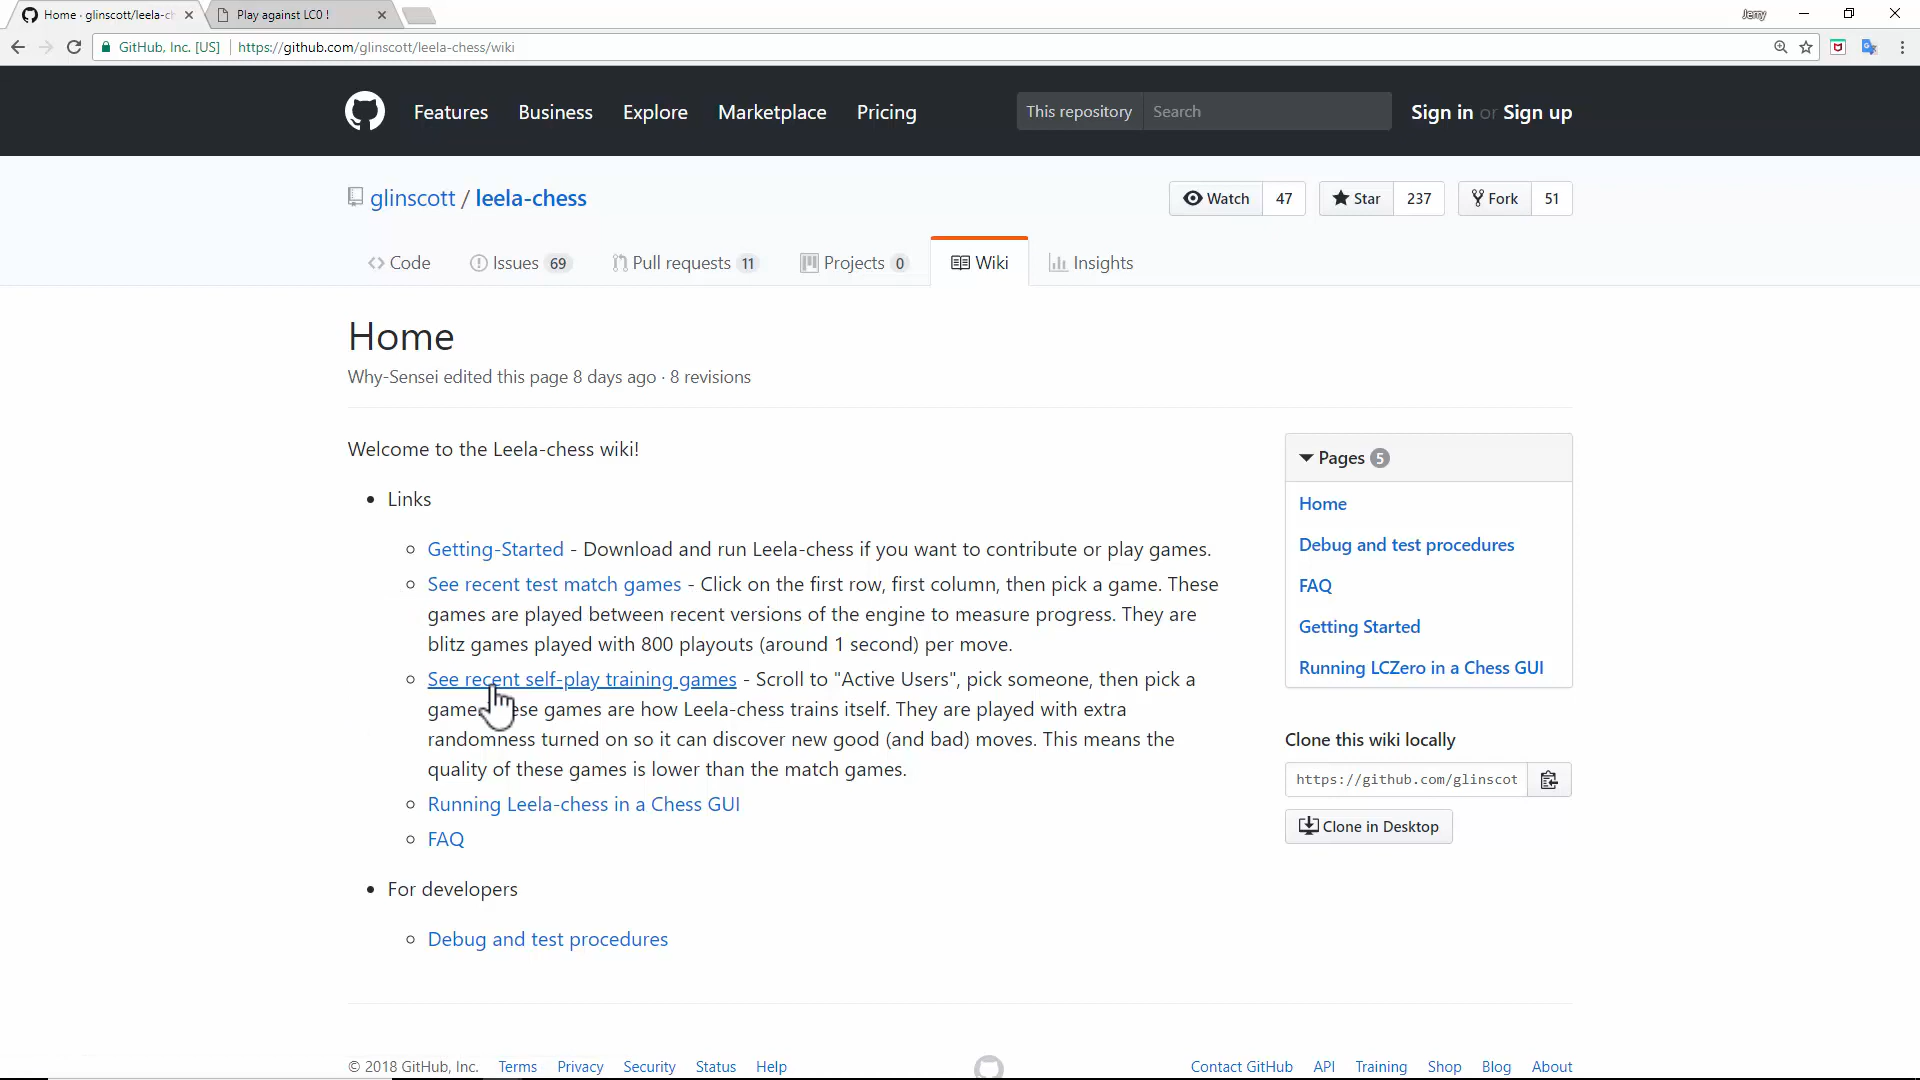 Home · glinscott/leela-ch
Play against LC0 !
Jerry
GitHub, Inc. [US]
https://github.com/glinscott/leela-chess/wiki
Features Business Explore Marketplace Pricing
This repository Search
Sign in or Sign up
glinscott / leela-chess
Watch 47 Star 237 Fork 51
Code Issues 69 Pull requests 11 Projects 0 Wiki Insights
Home
Why-Sensei edited this page 8 days ago · 8 revisions
Welcome to the Leela-chess wiki!
Links
Getting-Started - Download and run Leela-chess if you want to contribute or play games.
See recent test match games - Click on the first row, first column, then pick a game. These
games are played between recent versions of the engine to measure progress. They are
blitz games played with 800 playouts (around 1 second) per move.
See recent self-play training games - Scroll to "Active Users", pick someone, then pick a
game games are how Leela-chess trains itself. They are played with extra
randomness turned on so it can discover new good (and bad) moves. This means the
quality of these games is lower than the match games.
Running Leela-chess in a Chess GUI
FAQ
For developers
Debug and test procedures
Pages 5
Home
Debug and test procedures
FAQ
Getting Started
Running LCZero in a Chess GUI
Clone this wiki locally
https://github.com/glinscot
Clone in Desktop
© 2018 GitHub, Inc. Terms Privacy Security Status Help
Contact GitHub API Training Shop Blog About